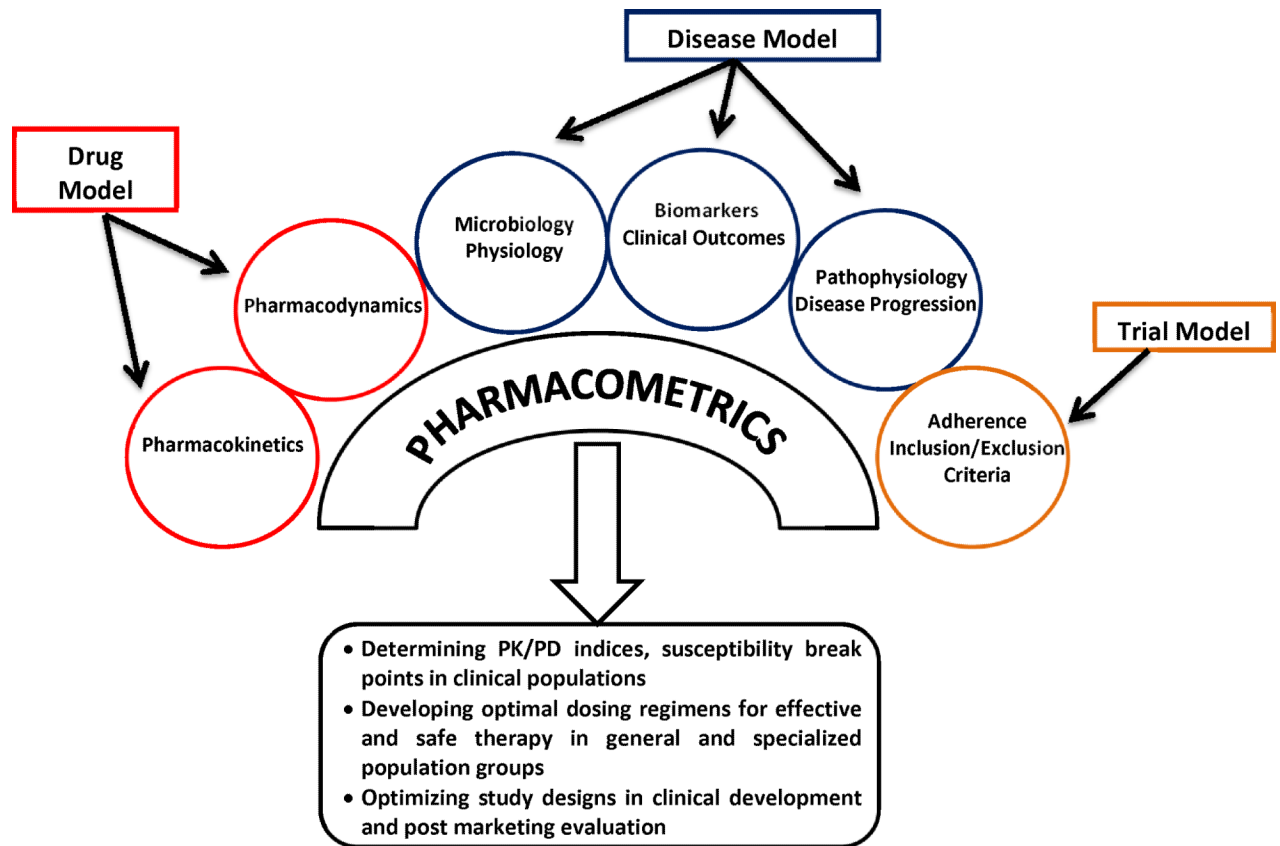 Disease Model
Drug
Model
Microbiology
Physiology
Biomarkers
Clinical Outcomes
Pathophysiology
Disease Progression
Pharmacodynamics
Trial Model
Pharmacokinetics
Adherence
Inclusion/Exclusion
Criteria
PHARMACOMETRICS
• Determining PK/PD indices, susceptibility break
points in clinical populations
• Developing optimal dosing regimens for effective
and safe therapy in general and specialized
population groups
• Optimizing study designs in clinical development
and post marketing evaluation